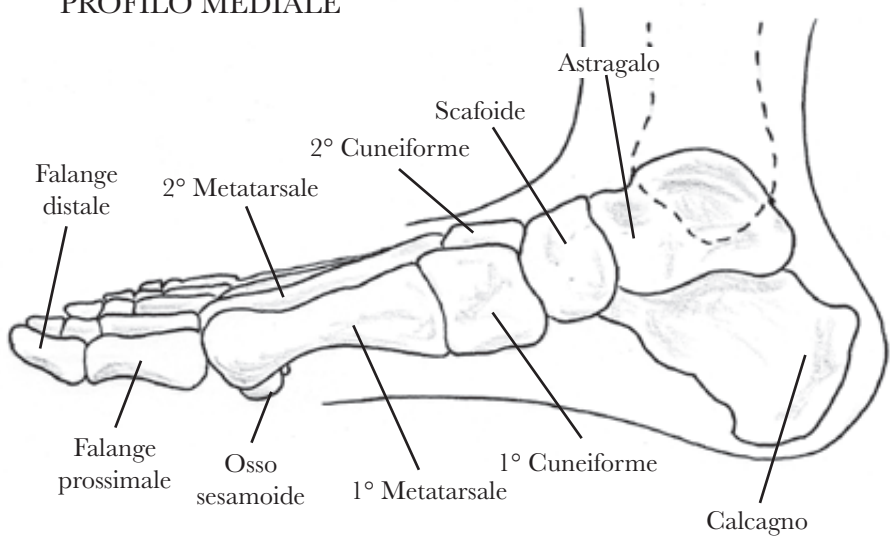 PROFILO MEDIALE
Astragalo
Scafoide
2° Cuneiforme
Falange
distale
2° Metatarsale
Falange
prossimale
Osso
sesamoide
1° Metatarsale
1° Cuneiforme
Calcagno